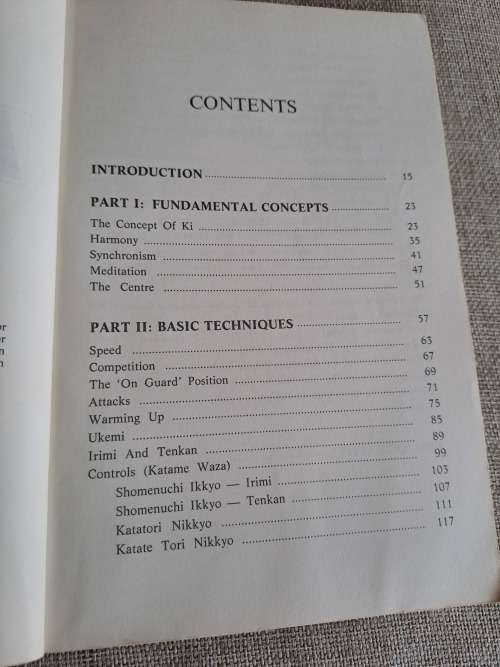 CONTENTS
INTRODUCTION ........ 15
PART I: FUNDAMENTAL CONCEPTS ........ 23
The Concept Of Ki ........ 23
Harmony ........ 35
Synchronism ........ 41
Meditation ........ 47
The Centre ........ 51
PART II: BASIC TECHNIQUES ........ 57
Speed ........ 63
Competition ........ 67
The 'On Guard' Position ........ 69
Attacks ........ 71
Warming Up ........ 75
Ukemi ........ 85
Irimi And Tenkan ........ 89
Controls (Katame Waza) ........ 99
Shomenuchi Ikkyo — Irimi ........ 103
Shomenuchi Ikkyo — Tenkan ........ 107
Katatori Nikkyo ........ 111
Katate Tori Nikkyo ........ 117